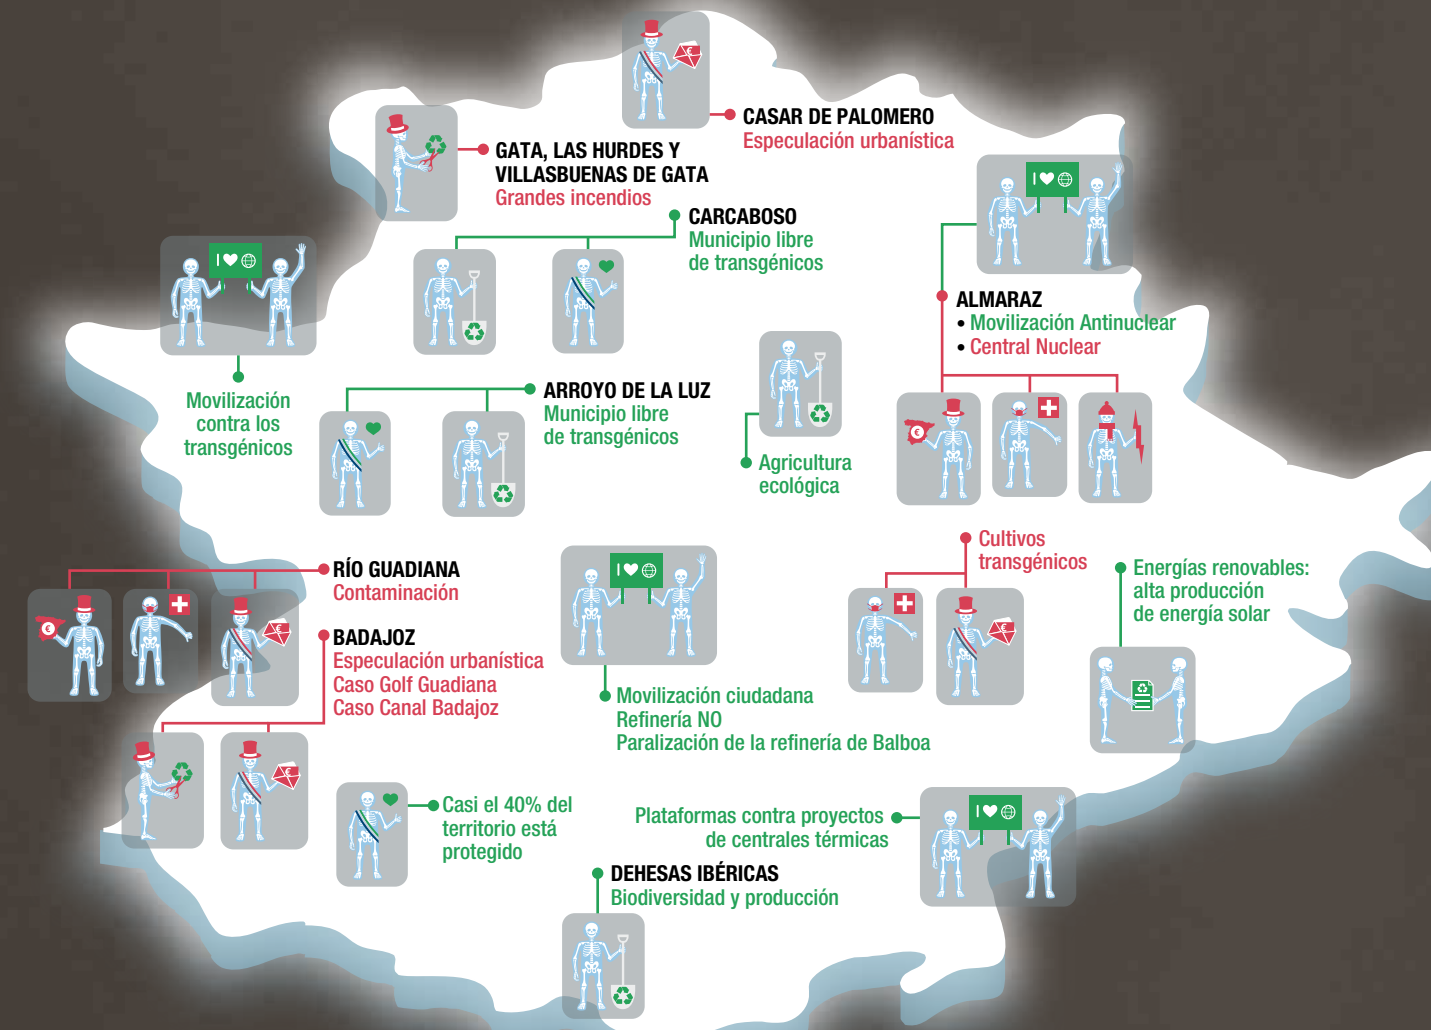 CASAR DE PALOMERO
Especulación urbanística
GATA, LAS HURDES Y
VILLASBUENAS DE GATA
Grandes incendios
I
CARCABOSO
Municipio libre
de transgénicos
I
Movilización
contra los
transgénicos
ALMARAZ
• Movilización Antinuclear
• Central Nuclear
ARROYO DE LA LUZ
Municipio libre
de transgénicos
Agricultura
ecológica
RÍO GUADIANA
Contaminación
BADAJOZ
Especulación urbanística
Caso Golf Guadiana
Caso Canal Badajoz
I
Movilización ciudadana
Refinería NO
Paralización de la refinería de Balboa
Cultivos
transgénicos
Energías renovables:
alta producción
de energía solar
Casi el 40% del
territorio está
protegido
Plataformas contra proyectos
de centrales térmicas
I
DEHESAS IBÉRICAS
Biodiversidad y producción
€
€
€
€
€
€